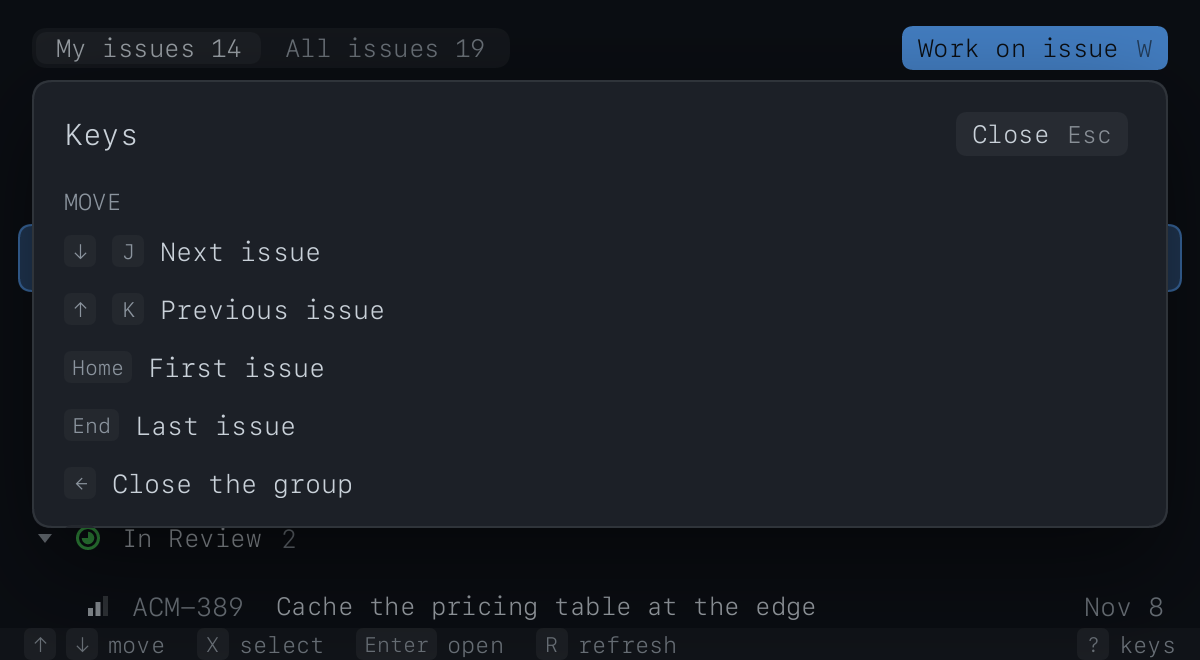 My issues 14 All issues 19 Work on issue W
Keys Close Esc
MOVE
↓ J Next issue
↑ K Previous issue
Home First issue
End Last issue
← Close the group
In Review 2
ACM–389 Cache the pricing table at the edge Nov 8
↑ ↓ move X select Enter open R refresh ? keys